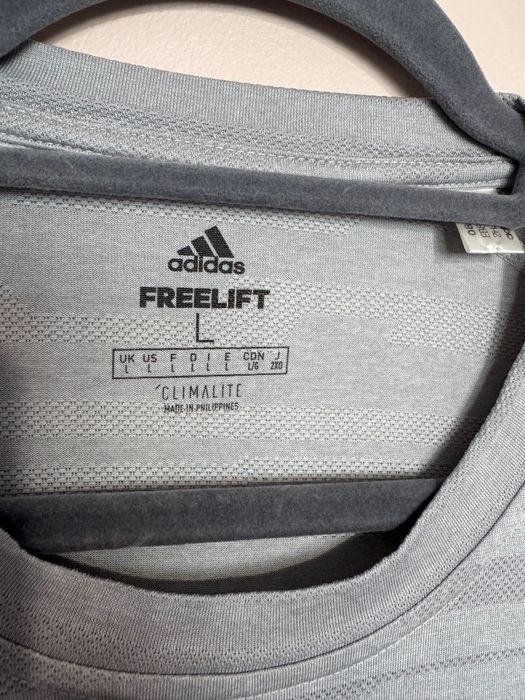 adidas
FREELIFT
L
UK US F D I E CDN J
L L L L L L L/G 2XO
CLIMALITE
MADE IN PHILIPPINES